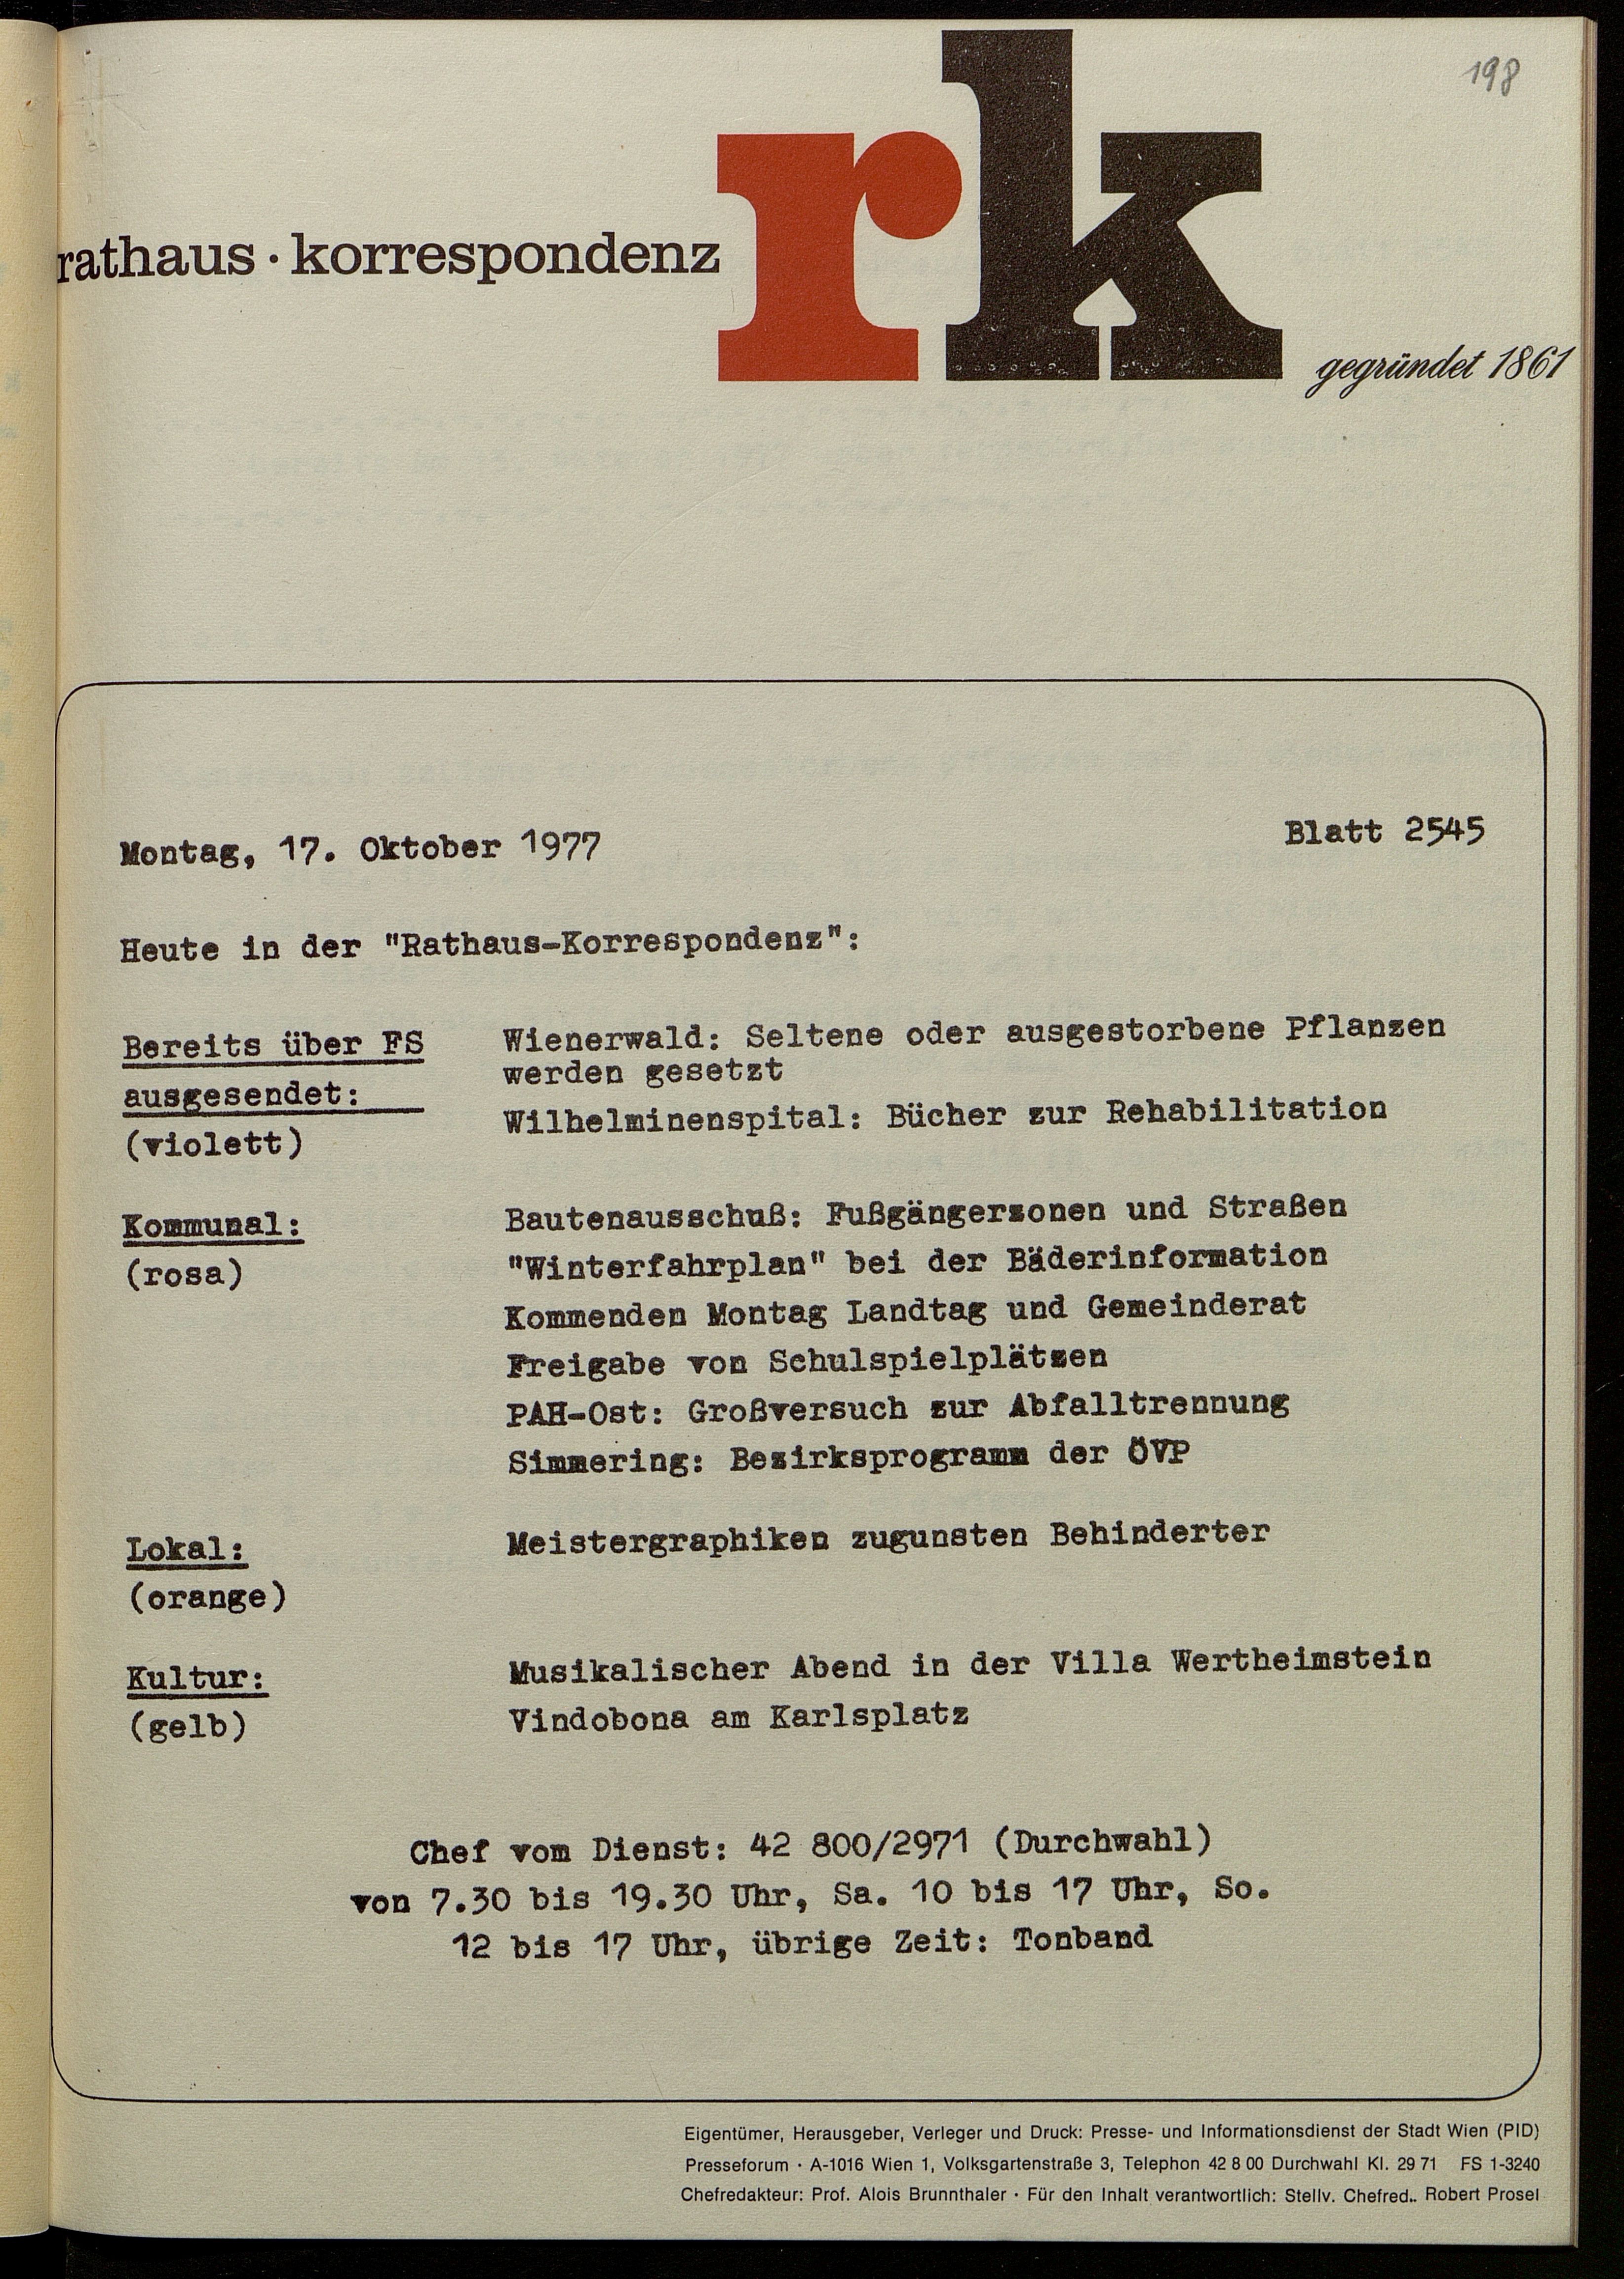 198
rk
rathaus · korrespondenz
gegründet 1861
Montag, 17. Oktober 1977
Blatt 2545
Heute in der "Rathaus-Korrespondenz":
Bereits über FS
ausgesendet:
(violett)
Wienerwald: Seltene oder ausgestorbene Pflanzen
werden gesetzt
Wilhelminenspital: Bücher zur Rehabilitation
Kommunal:
(rosa)
Bautenausschuß: Fußgängerzonen und Straßen
"Winterfahrplan" bei der Bäderinformation
Kommenden Montag Landtag und Gemeinderat
Freigabe von Schulspielplätzen
PAH-Ost: Großversuch zur Abfalltrennung
Simmering: Bezirksprogramm der ÖVP
Lokal:
(orange)
Meistergraphiken zugunsten Behinderter
Kultur:
(gelb)
Musikalischer Abend in der Villa Wertheimstein
Vindobona am Karlsplatz
Chef vom Dienst: 42 800/2971 (Durchwahl)
von 7.30 bis 19.30 Uhr, Sa. 10 bis 17 Uhr, So.
12 bis 17 Uhr, übrige Zeit: Tonband
Eigentümer, Herausgeber, Verleger und Druck: Presse- und Informationsdienst der Stadt Wien (PID)
Presseforum · A-1016 Wien 1, Volksgartenstraße 3, Telephon 42 8 00 Durchwahl Kl. 29 71 FS 1-3240
Chefredakteur: Prof. Alois Brunnthaler · Für den Inhalt verantwortlich: Stellv. Chefred.. Robert Prosel